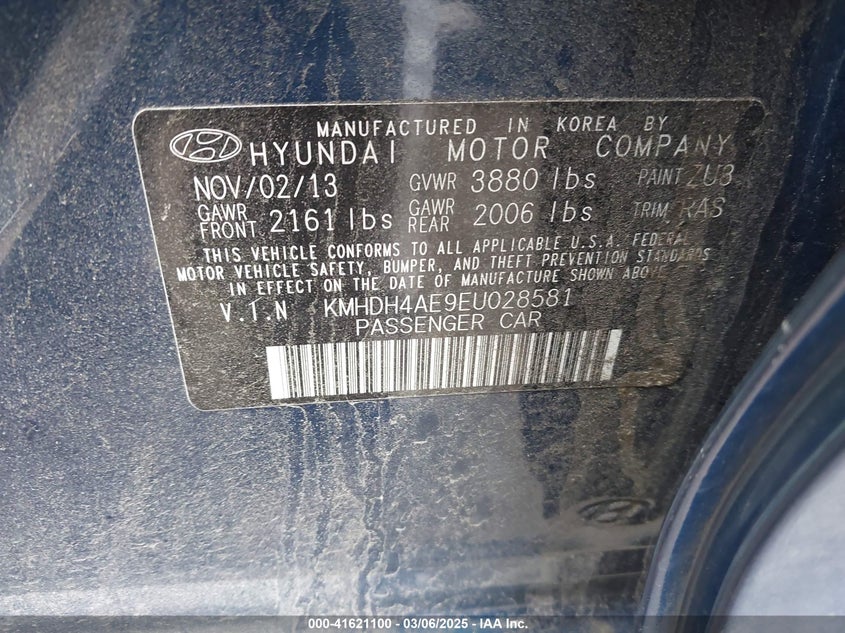 MANUFACTURED IN KOREA BY
HYUNDAI MOTOR COMPANY
NOV/02/13 GVWR 3880 lbs PAINT ZU3
GAWR FRONT 2161 lbs GAWR REAR 2006 lbs TRIM RAS
THIS VEHICLE CONFORMS TO ALL APPLICABLE U.S.A. FEDERAL
MOTOR VEHICLE SAFETY, BUMPER, AND THEFT PREVENTION STANDARDS
IN EFFECT ON THE DATE OF MANUFACTURE SHOWN ABOVE
V.I.N KMHDH4AE9EU028581
PASSENGER CAR
000-41621100 — 03/06/2025 — IAA Inc.